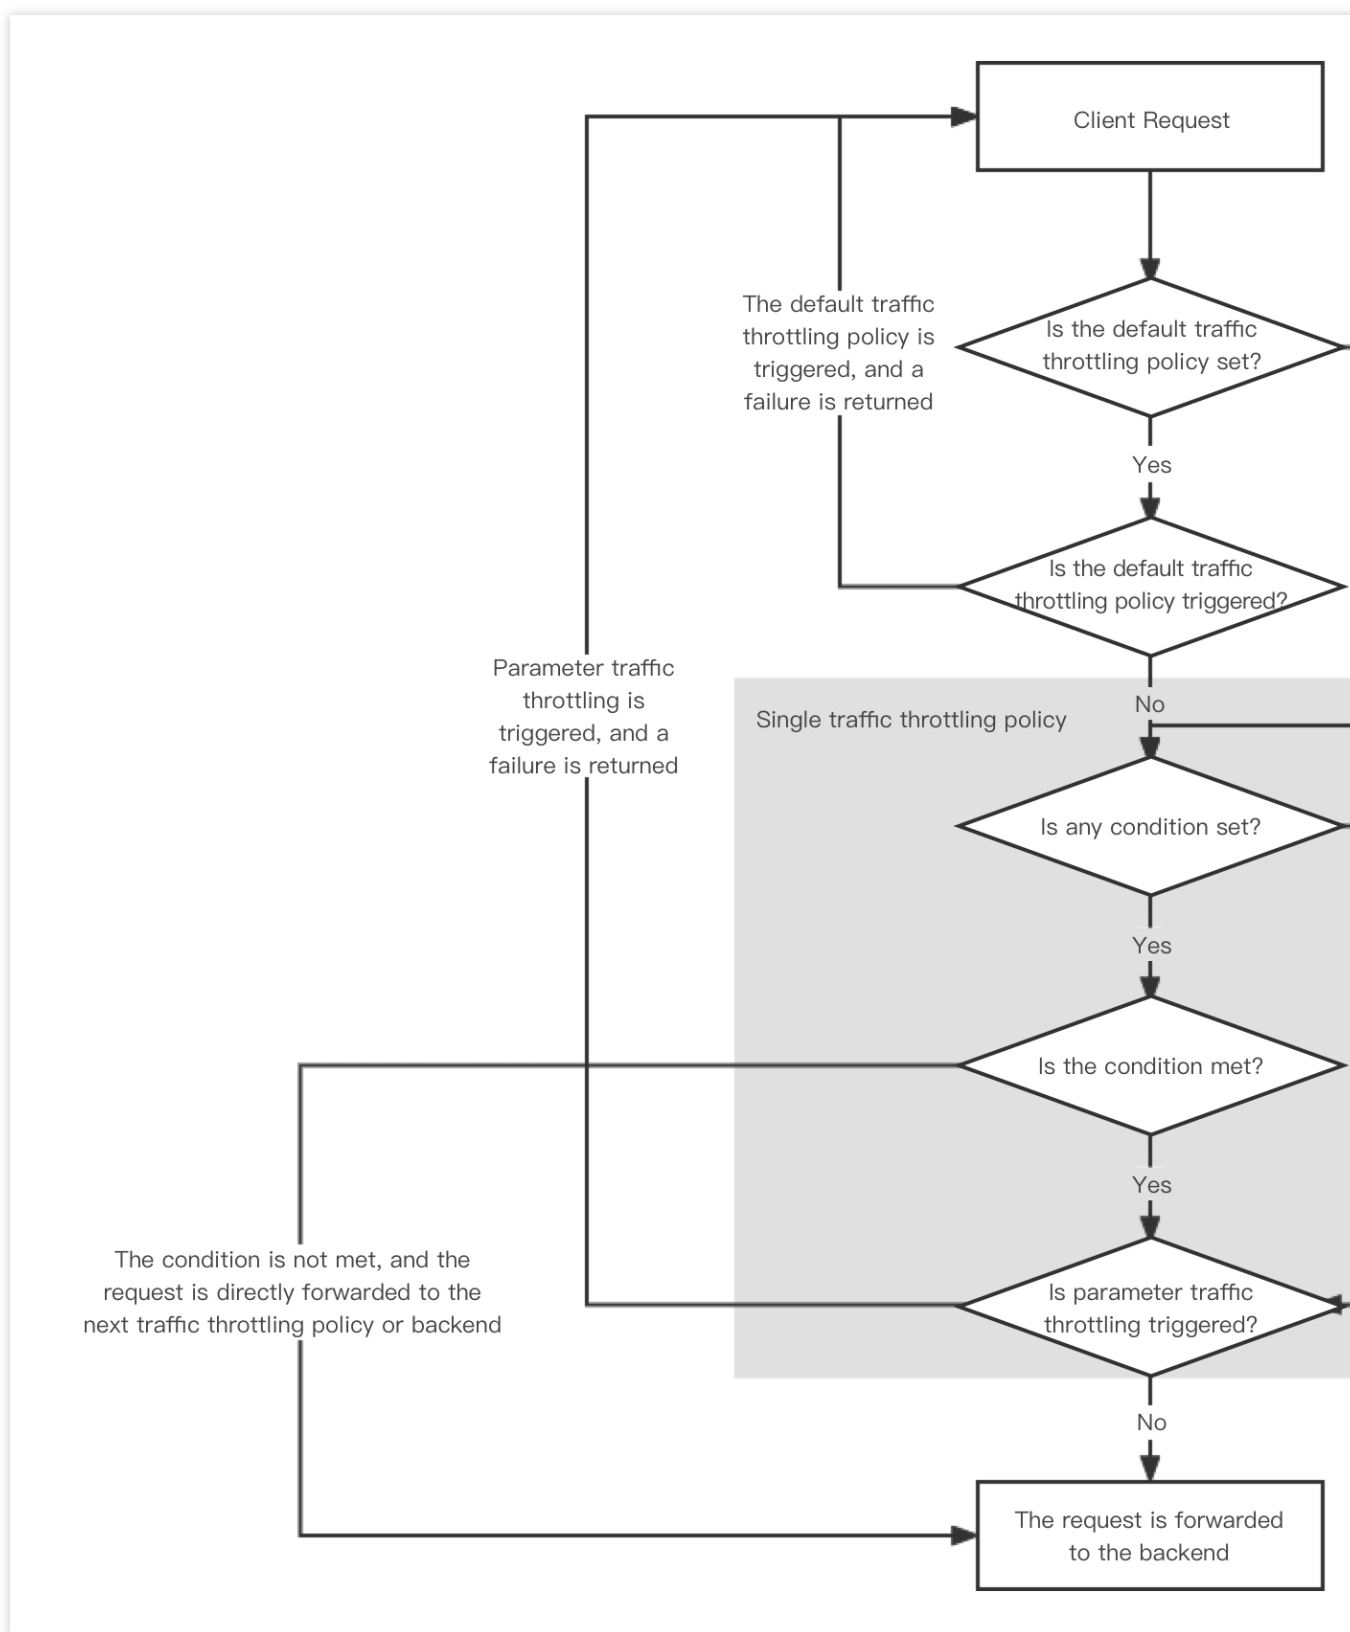 Client Request
The default traffic
throttling policy is
triggered, and a
failure is returned
Is the default traffic
throttling policy set?
Yes
Is the default traffic
throttling policy triggered?
Parameter traffic
throttling is
triggered, and a
failure is returned
No
Single traffic throttling policy
Is any condition set?
Yes
Is the condition met?
Yes
The condition is not met, and the
request is directly forwarded to the
next traffic throttling policy or backend
Is parameter traffic
throttling triggered?
No
The request is forwarded
to the backend